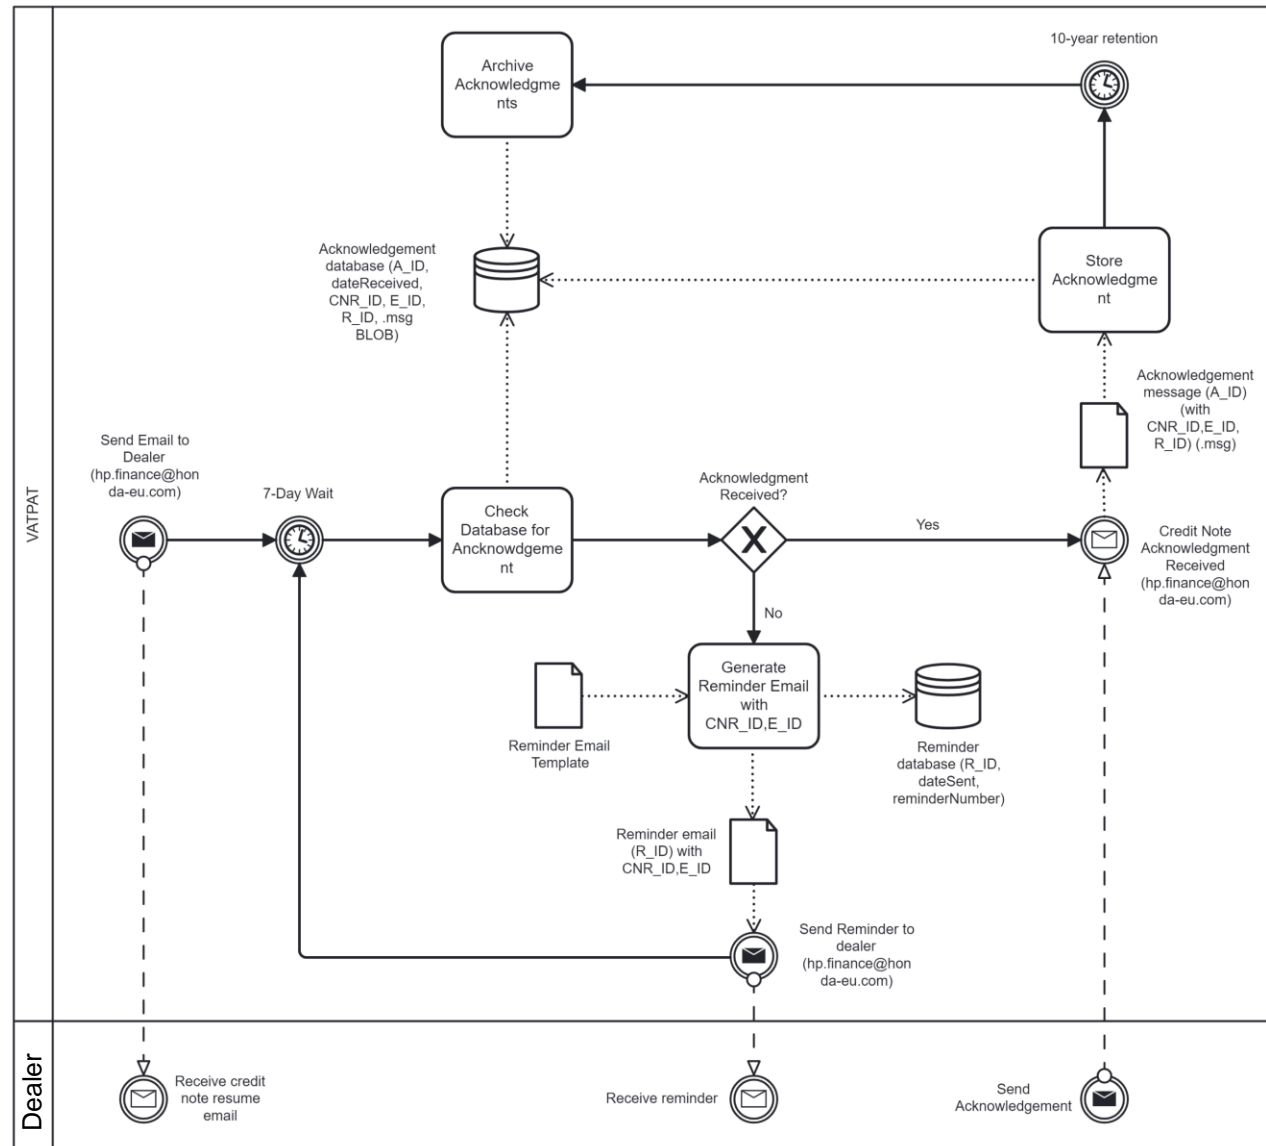 10-year retention
Archive
Acknowledgme
nts
Acknowledgement
database (A_ID,
dateReceived,
CNR_ID, E_ID,
R_ID, .msg
BLOB)
Store
Acknowledgme
nt
Acknowledgement
message (A_ID)
(with
CNR_ID,E_ID,
R_ID) (.msg)
VATPAT
Send Email to
Dealer
(hp.finance@hon
da-eu.com)
7-Day Wait
Check
Database for
Ancknowdgeme
nt
Acknowledgment
Received?
Yes
Credit Note
Acknowledgment
Received
(hp.finance@hon
da-eu.com)
No
Generate
Reminder Email
with
CNR_ID,E_ID
Reminder Email
Template
Reminder
database (R_ID,
dateSent,
reminderNumber)
Reminder email
(R_ID) with
CNR_ID,E_ID
Send Reminder to
dealer
(hp.finance@hon
da-eu.com)
Dealer
Receive credit
note resume
email
Receive reminder
Send
Acknowledgement